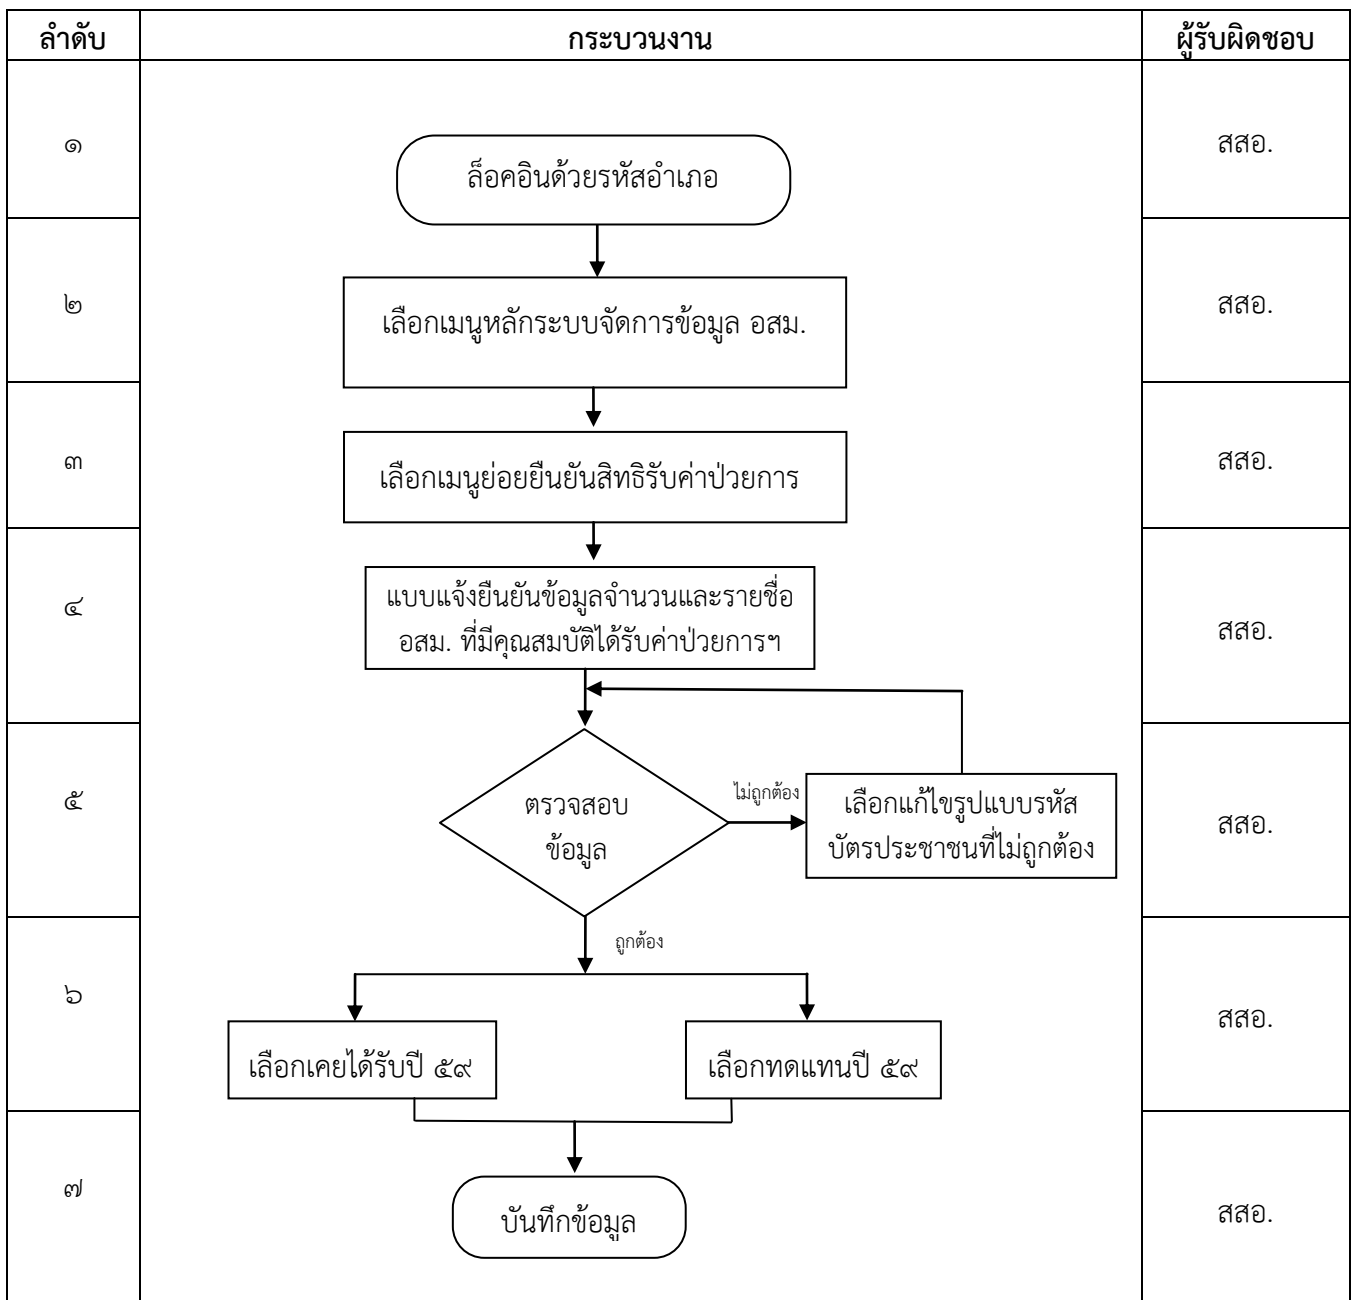 ลำดับ
กระบวนงาน
ผู้รับผิดชอบ
๑
ล็อคอินด้วยรหัสอำเภอ
สสอ.
๒
เลือกเมนูหลักระบบจัดการข้อมูล อสม.
สสอ.
๓
เลือกเมนูย่อยยืนยันสิทธิรับค่าป่วยการ
สสอ.
๔
แบบแจ้งยืนยันข้อมูลจำนวนและรายชื่อ
อสม. ที่มีคุณสมบัติได้รับค่าป่วยการฯ
สสอ.
๕
ตรวจสอบ
ข้อมูล
ไม่ถูกต้อง
เลือกแก้ไขรูปแบบรหัส
บัตรประชาชนที่ไม่ถูกต้อง
สสอ.
ถูกต้อง
๖
เลือกเคยได้รับปี ๕๙
เลือกทดแทนปี ๕๙
สสอ.
๗
บันทึกข้อมูล
สสอ.